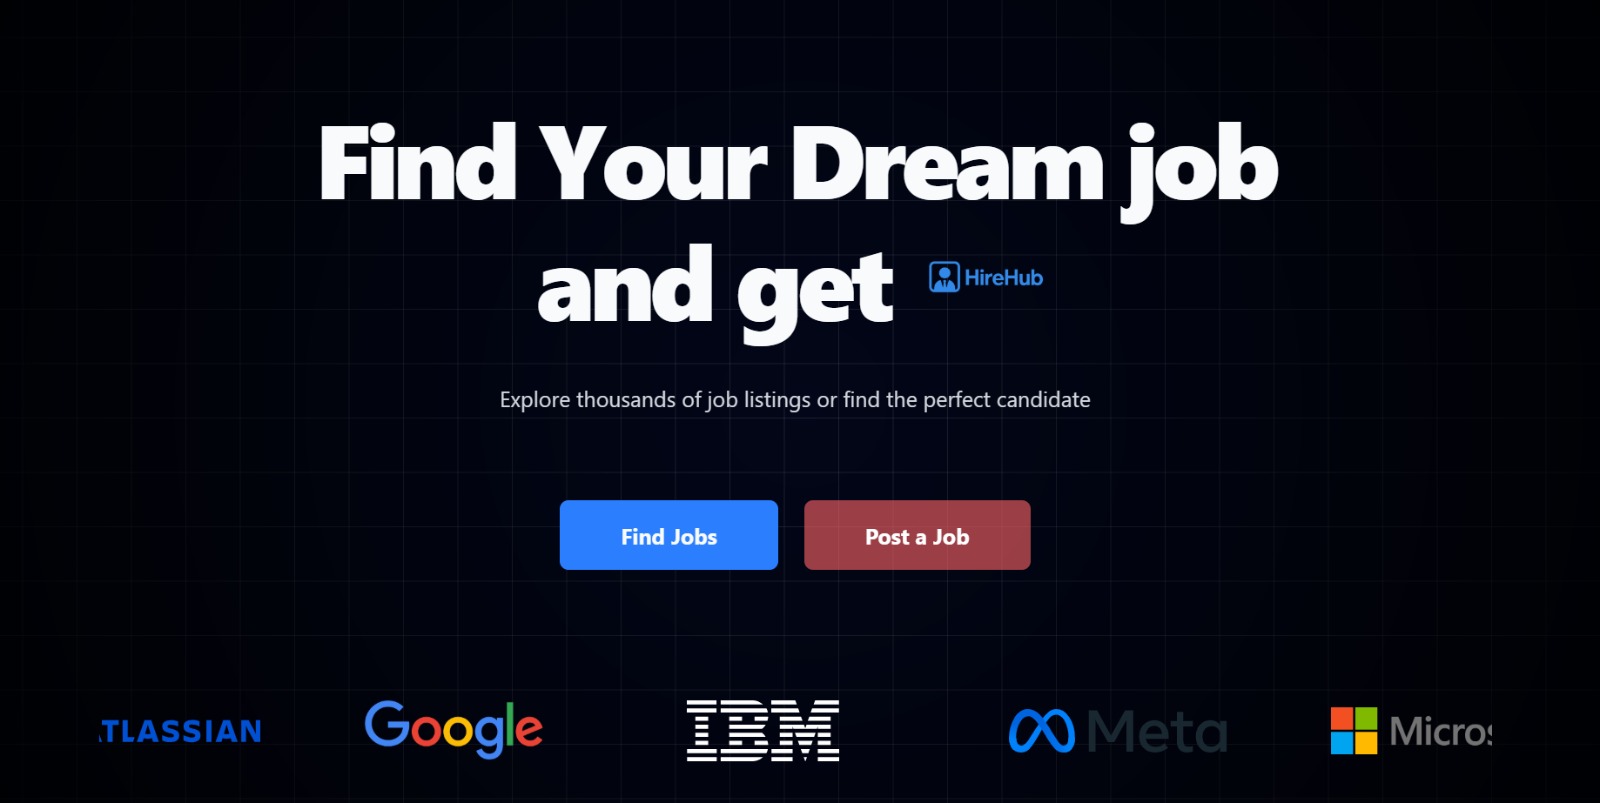 Find Your Dream job
and get HireHub
Explore thousands of job listings or find the perfect candidate
Find Jobs Post a Job
TLASSIAN Google IBM Meta Micros